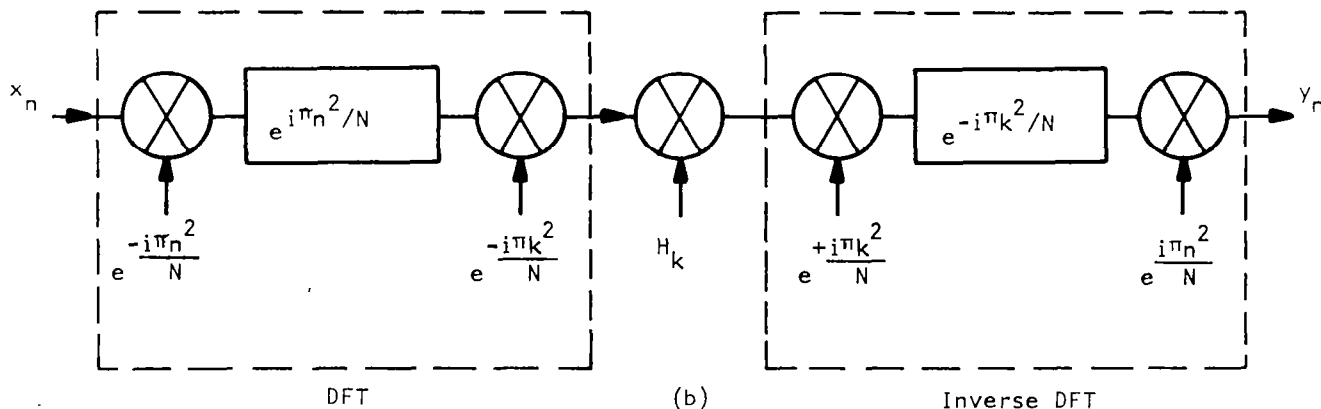 x_n
e^{iπn²/N}
e^{-iπn²/N}
e^{-iπk²/N}
H_k
e^{-iπk²/N}
e^{+iπk²/N}
e^{iπn²/N}
y_n
DFT
(b)
Inverse DFT